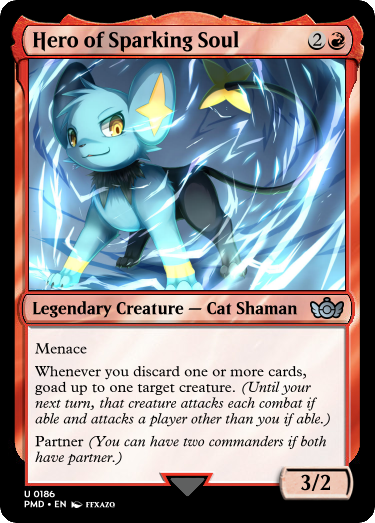 Hero of Sparking Soul 2
Legendary Creature — Cat Shaman
Menace
Whenever you discard one or more cards,
goad up to one target creature. (Until your
next turn, that creature attacks each combat if
able and attacks a player other than you if able.)
Partner (You can have two commanders if both
have partner.)
3/2
U 0186
PMD • EN FEXAZO